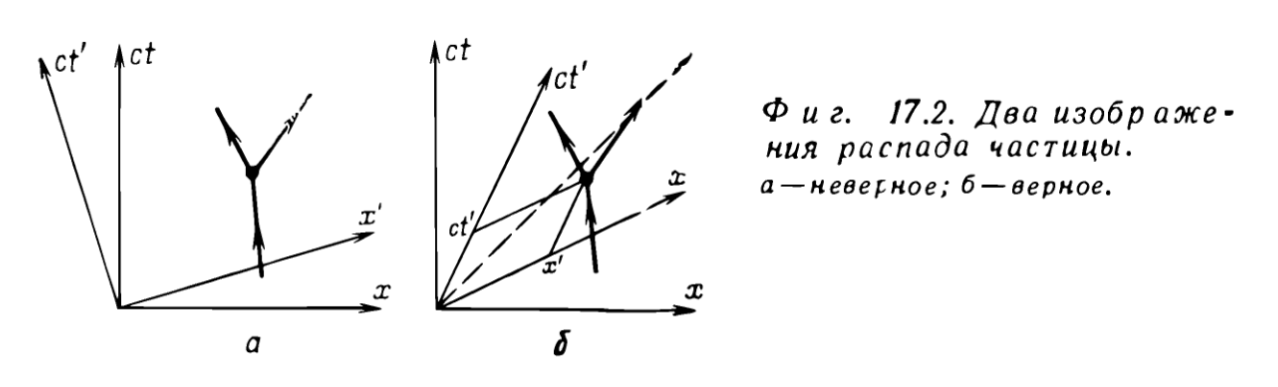 ct'
ct
x'
x
а
ct
ct'
x
ct'
x'
x
б
Фиг. 17.2. Два изображе-
ния распада частицы.
а—неверное; б—верное.